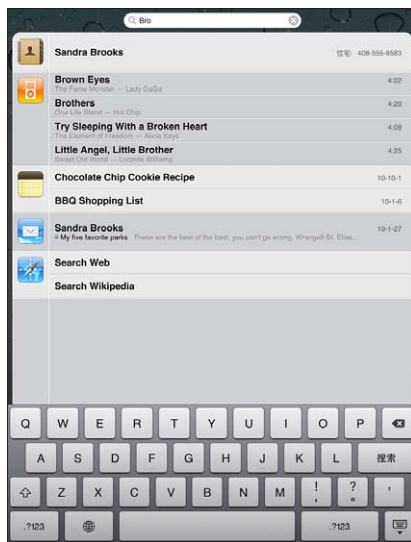 Bro
Sandra Brooks 住宅: 408-555-8583
Brown Eyes 4:02
The Fame Monster — Lady GaGa
Brothers 4:20
One Life Stand — Hot Chip
Try Sleeping With a Broken Heart 4:08
The Element of Freedom — Alicia Keys
Little Angel, Little Brother 4:25
Sweet Old World — Lucinda Williams
Chocolate Chip Cookie Recipe 10-10-1
BBQ Shopping List 10-1-6
Sandra Brooks 10-1-27
My five favorite parks These are the best of the best, you can't go wrong. Wrangell-St. Elias...
Search Web
Search Wikipedia
Q W E R T Y U I O P
A S D F G H J K L 搜索
Z X C V B N M ! , ? 。 '
.?123 .?123